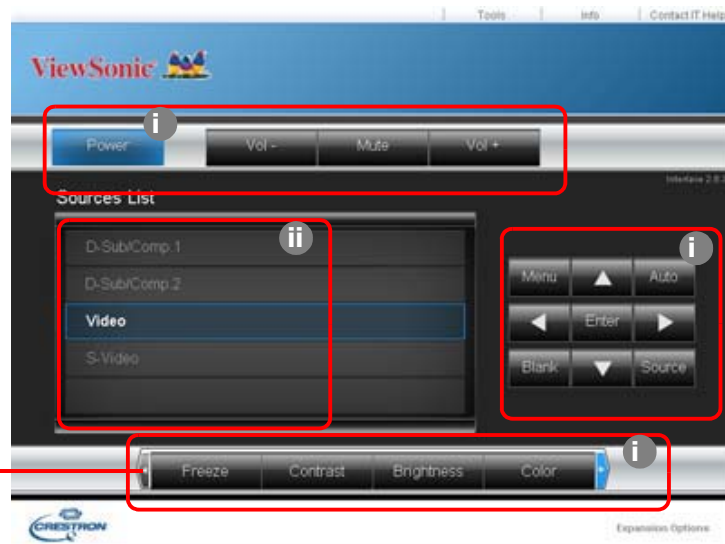 Tools Info Contact IT Help
ViewSonic
i
Power Vol - Mute Vol +
Sources List
ii
D-Sub/Comp.1
D-Sub/Comp.2
Video
S-Video
i
Menu Auto
Enter
Blank Source
i
Freeze Contrast Brightness Color
CRESTRON
Expansion Options